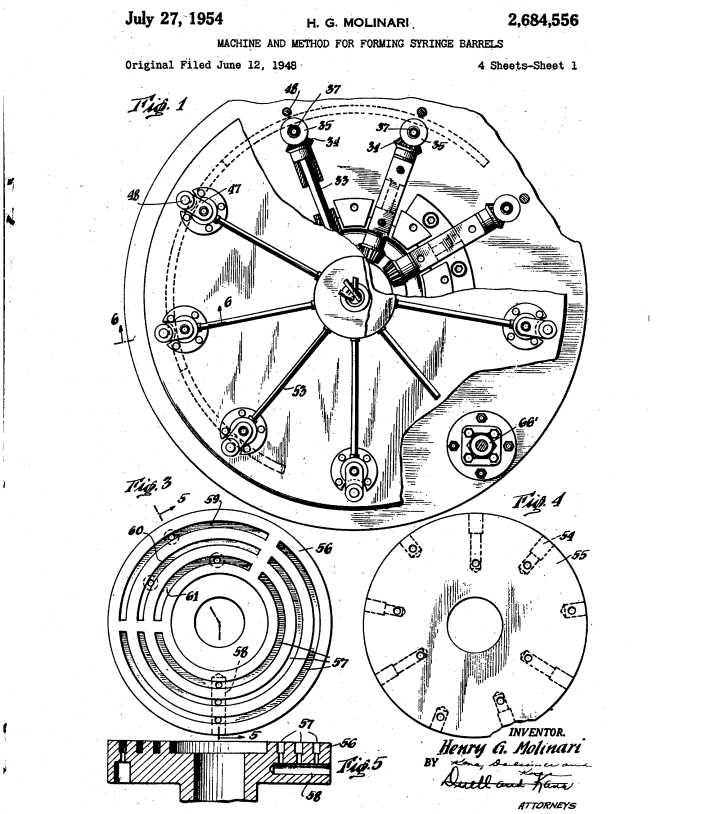 July 27, 1954
H. G. MOLINARI
2,684,556
MACHINE AND METHOD FOR FORMING SYRINGE BARRELS
Original Filed June 12, 1948
4 Sheets-Sheet 1
Fig. 1
48
37
35
34
33
37
34
35
48
47
6
6
53
66'
Fig. 3
5
59
60
56
61
58
57
5
Fig. 4
54
55
57
56
58
Fig. 5
INVENTOR.
Henry G. Molinari
BY
ATTORNEYS